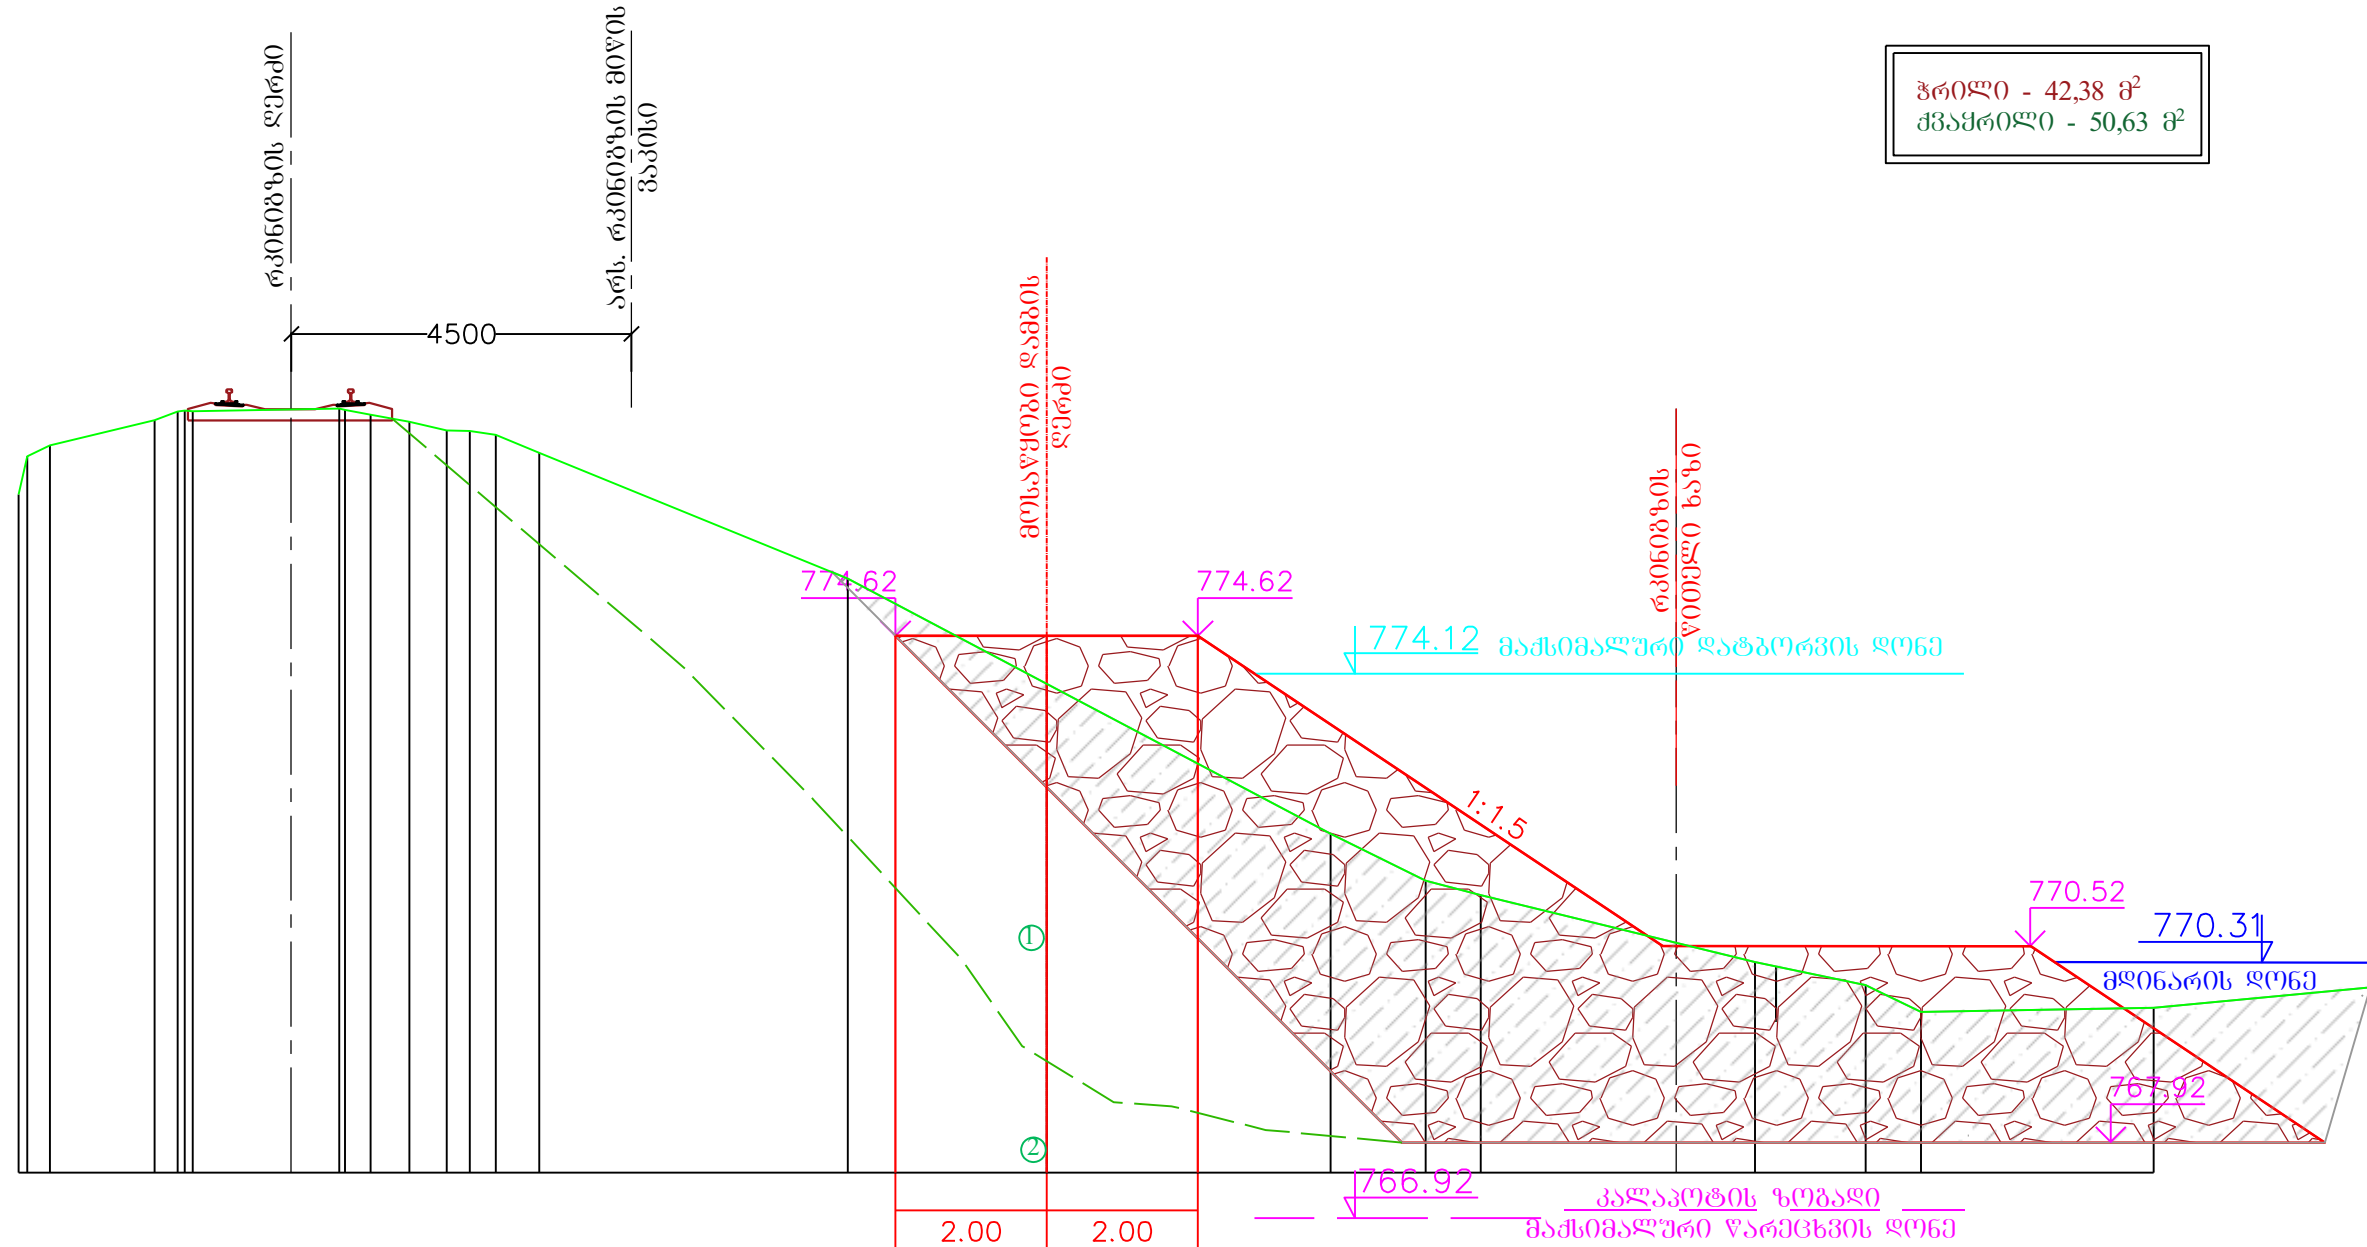 რკინიგზის ღერძი
არს. რკინიგზის მიწის
ვაკისი
4500
ჭრილი - 42,38 მ²
ქვაყრილი - 50,63 მ²
მოსაწყობი დამბის
ღერძი
რკინიგზის
წითელი ხაზი
774.62
774.62
774.12 მაქსიმალური დატბორვის დონე
1:1.5
770.52
770.31
მდინარის დონე
1
2
767.92
766.92
კალაპოტის ზოგადი
მაქსიმალური წარეცხვის დონე
2.00
2.00